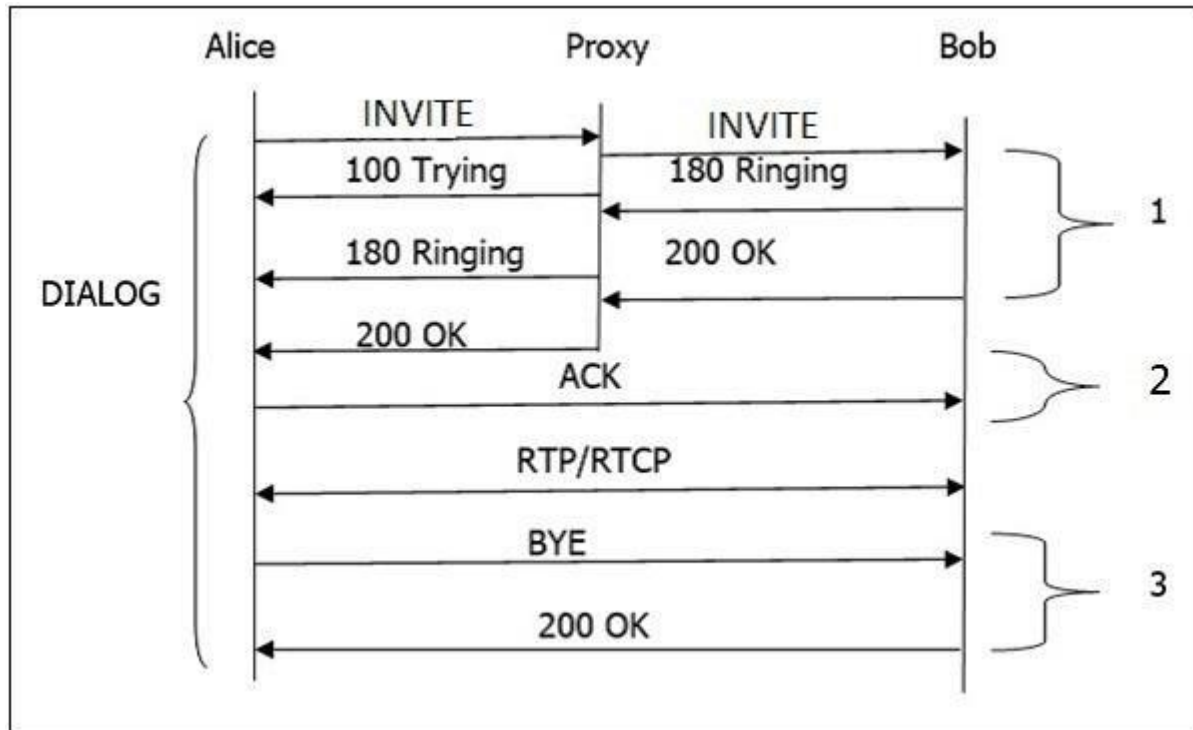 Alice Proxy Bob
INVITE INVITE
100 Trying 180 Ringing
1
180 Ringing 200 OK
DIALOG
200 OK
ACK 2
RTP/RTCP
BYE
3
200 OK